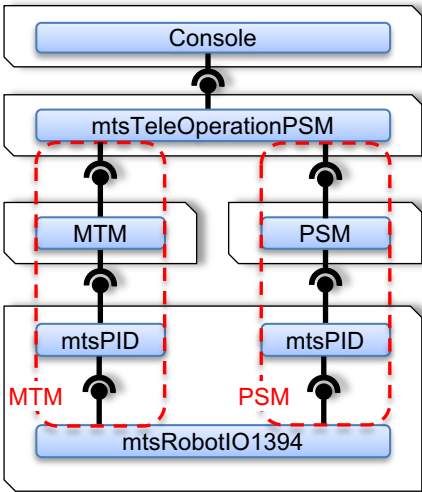 Console
mtsTeleOperationPSM
MTM
PSM
mtsPID
mtsPID
MTM
PSM
mtsRobotIO1394